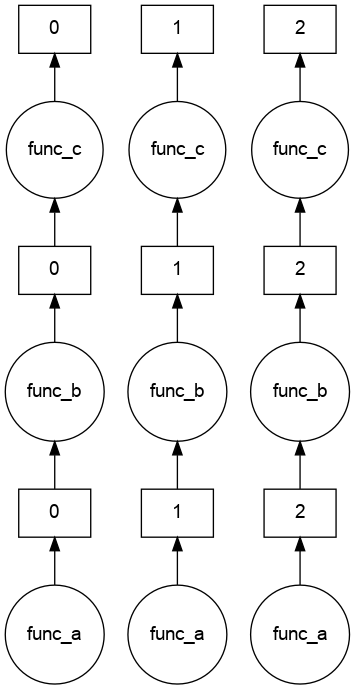 0 1 2
func_c func_c func_c
0 1 2
func_b func_b func_b
0 1 2
func_a func_a func_a